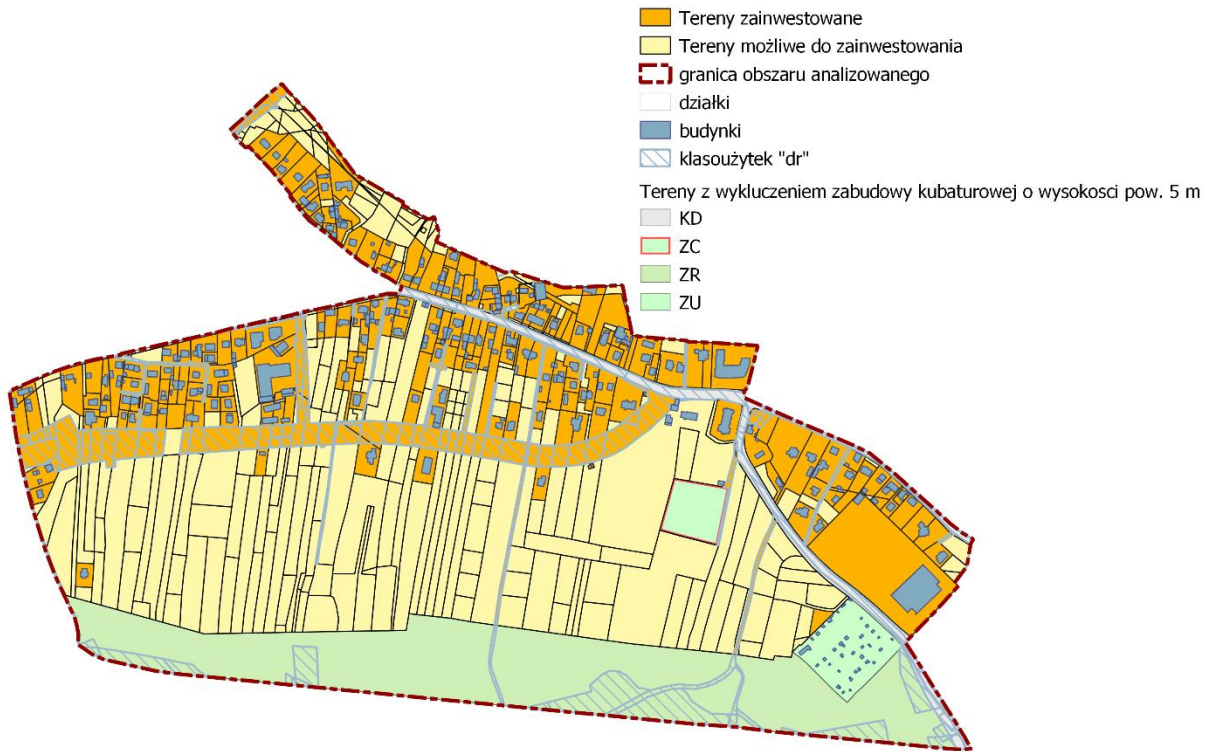 Tereny zainwestowane
Tereny możliwe do zainwestowania
granica obszaru analizowanego
działki
budynki
klasoużytek "dr"
Tereny z wykluczeniem zabudowy kubaturowej o wysokosci pow. 5 m
KD
ZC
ZR
ZU